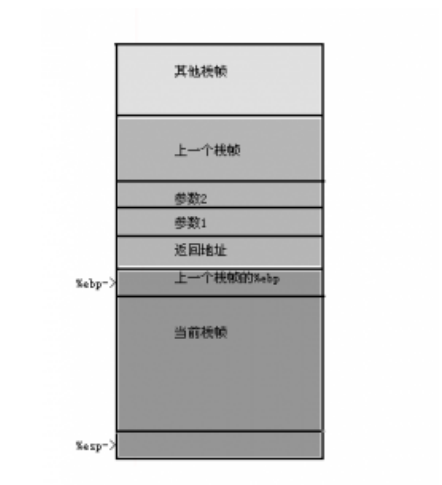 其他栈帧
上一个栈帧
参数2
参数1
返回地址
%ebp->
上一个栈帧的%ebp
当前栈帧
%esp->